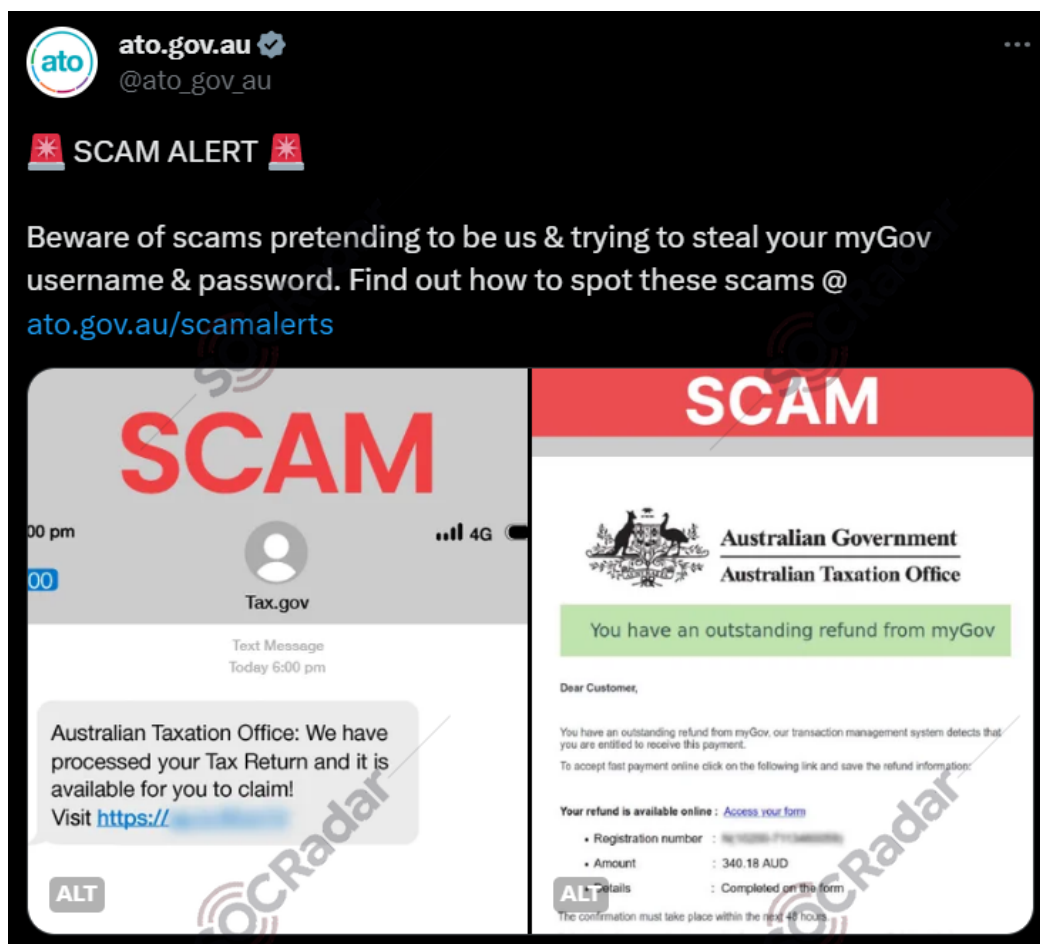 ato
ato.gov.au
@ato_gov_au
SCAM ALERT
Beware of scams pretending to be us & trying to steal your myGov
username & password. Find out how to spot these scams @
ato.gov.au/scamalerts
SCAM
00 pm
4G
00
Tax.gov
Text Message
Today 6:00 pm
Australian Taxation Office: We have
processed your Tax Return and it is
available for you to claim!
Visit https://
ALT
SCAM
Australian Government
Australian Taxation Office
You have an outstanding refund from myGov
Dear Customer,
You have an outstanding refund from myGov, our transaction management system detects that
you are entitled to receive this payment.
To accept fast payment online click on the following link and save the refund information:
Your refund is available online : Access your form
• Registration number :
• Amount : 340.18 AUD
Details : Completed on the form
ALT
The confirmation must take place within the next 48 hours
SOCRadar
SOCRadar
SOCRadar
SOCRadar